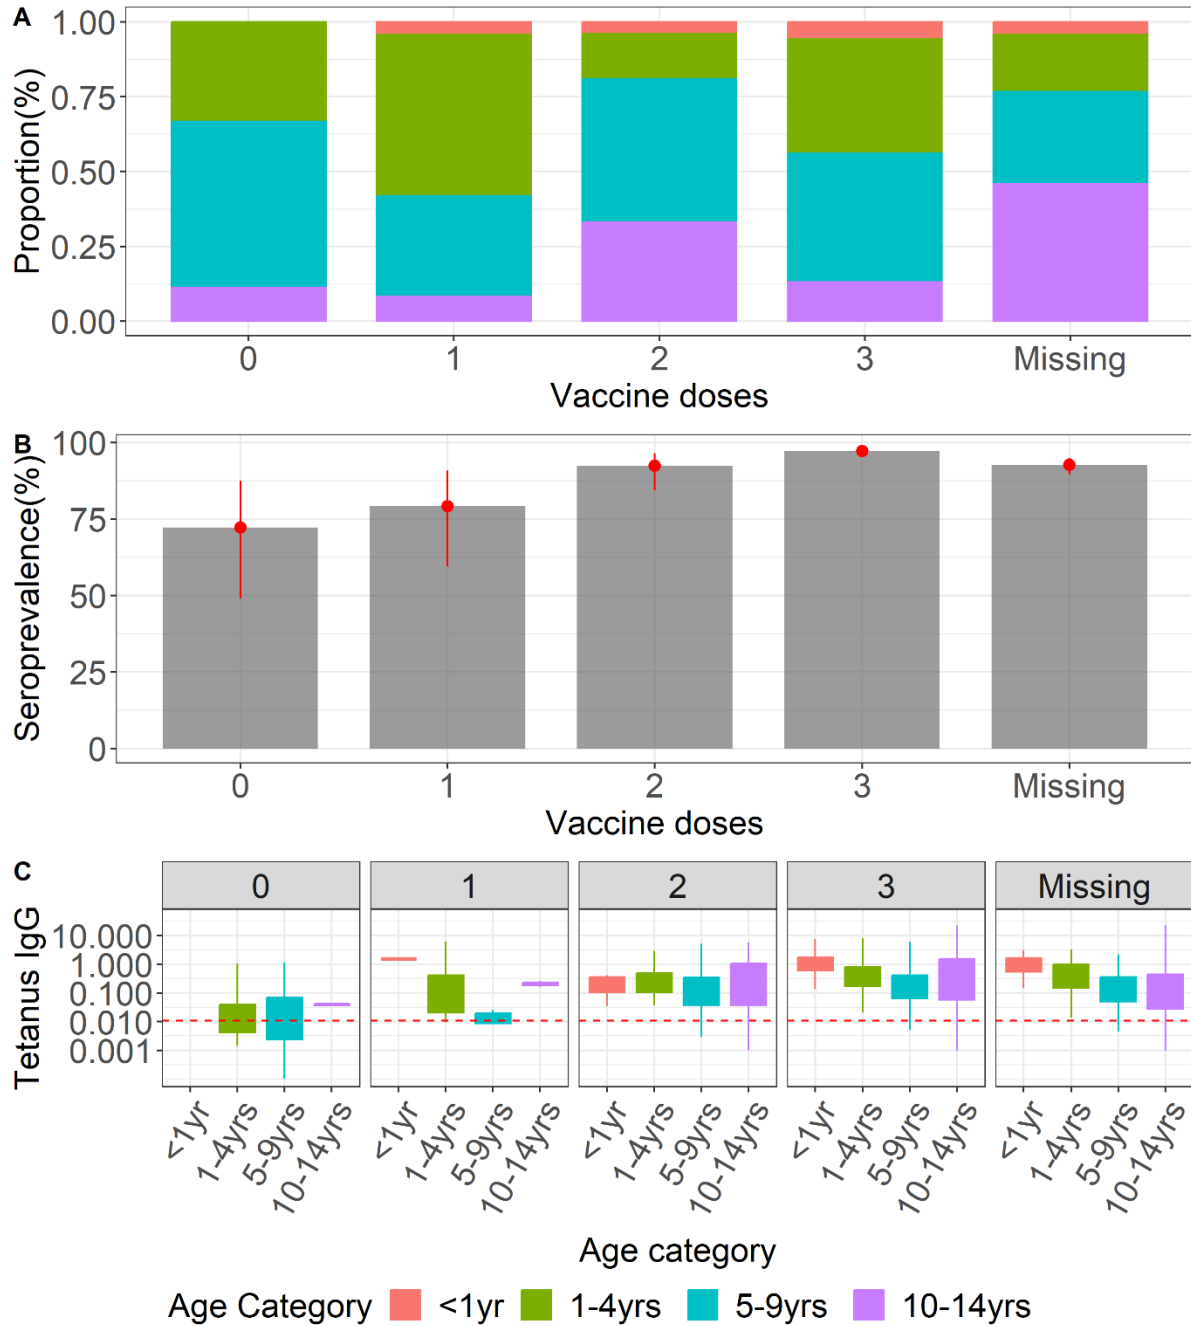 A
Proportion(%)
1.00
0.75
0.50
0.25
0.00
0 1 2 3 Missing
Vaccine doses
B
Seroprevalence(%)
100
75
50
25
0
0 1 2 3 Missing
Vaccine doses
C
0 1 2 3 Missing
Tetanus IgG
10.000
1.000
0.100
0.010
0.001
<1yr 1-4yrs 5-9yrs 10-14yrs <1yr 1-4yrs 5-9yrs 10-14yrs <1yr 1-4yrs 5-9yrs 10-14yrs <1yr 1-4yrs 5-9yrs 10-14yrs <1yr 1-4yrs 5-9yrs 10-14yrs
Age category
Age Category <1yr 1-4yrs 5-9yrs 10-14yrs